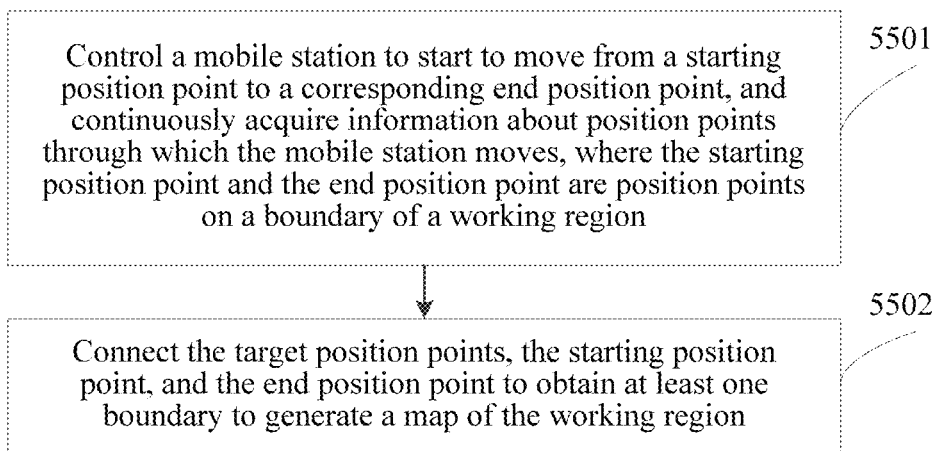 5501
Control a mobile station to start to move from a starting
position point to a corresponding end position point, and
continuously acquire information about position points
through which the mobile station moves, where the starting
position point and the end position point are position points
on a boundary of a working region
5502
Connect the target position points, the starting position
point, and the end position point to obtain at least one
boundary to generate a map of the working region